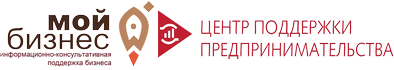 мой
бизнес
информационно-консультативная
поддержка бизнеса
ЦЕНТР ПОДДЕРЖКИ
ПРЕДПРИНИМАТЕЛЬСТВА